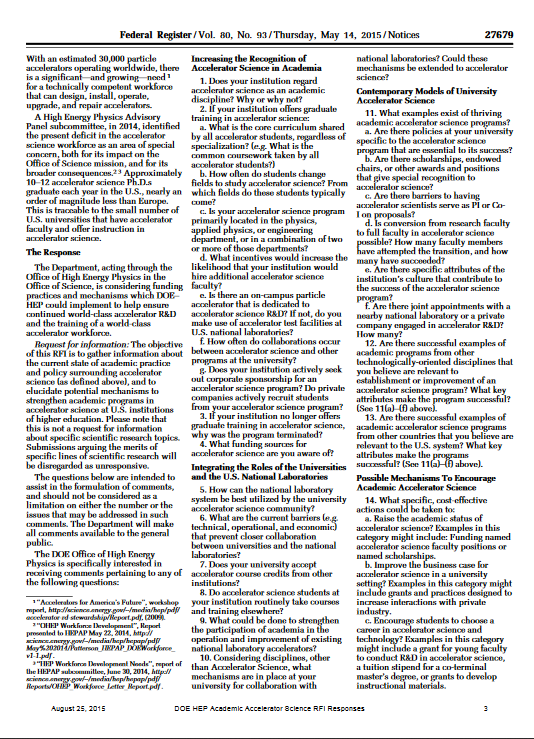 Federal Register / Vol. 80, No. 93 / Thursday, May 14, 2015 / Notices
27679
With an estimated 30,000 particle
accelerators operating worldwide, there
is a significant—and growing—need 1
for a technically competent workforce
that can design, install, operate,
upgrade, and repair accelerators.
A High Energy Physics Advisory
Panel subcommittee, in 2014, identified
the present deficit in the accelerator
science workforce as an area of special
concern, both for its impact on the
Office of Science mission, and for its
broader consequences.2 3 Approximately
10–12 accelerator science Ph.D.s
graduate each year in the U.S., nearly an
order of magnitude less than Europe.
This is traceable to the small number of
U.S. universities that have accelerator
faculty and offer instruction in
accelerator science.
The Response
The Department, acting through the
Office of High Energy Physics in the
Office of Science, is considering funding
practices and mechanisms which DOE–
HEP could implement to help ensure
continued world-class accelerator R&D
and the training of a world-class
accelerator workforce.
Request for information: The objective
of this RFI is to gather information about
the current state of academic practice
and policy surrounding accelerator
science (as defined above), and to
elucidate potential mechanisms to
strengthen academic programs in
accelerator science at U.S. institutions
of higher education. Please note that
this is not a request for information
about specific scientific research topics.
Submissions arguing the merits of
specific lines of scientific research will
be disregarded as unresponsive.
The questions below are intended to
assist in the formulation of comments,
and should not be considered as a
limitation on either the number or the
issues that may be addressed in such
comments. The Department will make
all comments available to the general
public.
The DOE Office of High Energy
Physics is specifically interested in
receiving comments pertaining to any of
the following questions:
1 "Accelerators for America's Future", workshop
report, http://science.energy.gov/~/media/hep/pdf/
accelerator rd stewardship/Report.pdf, (2009).
2 "OHEP Workforce Development", Report
presented to HEPAP May 22, 2014, http://
science.energy.gov/~/media/hep/hepap/pdf/
May%202014/Patterson_HEPAP_DOEWorkforce_
v1-1.pdf.
3 "HEP Workforce Development Needs", report of
the HEPAP subcommittee, June 30, 2014, http://
science.energy.gov/~/media/hep/hepap/pdf/
Reports/OHEP_Workforce_Letter_Report.pdf.
Increasing the Recognition of
Accelerator Science in Academia
1. Does your institution regard
accelerator science as an academic
discipline? Why or why not?
2. If your institution offers graduate
training in accelerator science:
a. What is the core curriculum shared
by all accelerator students, regardless of
specialization? (e.g. What is the
common coursework taken by all
accelerator students?)
b. How often do students change
fields to study accelerator science? From
which fields do these students typically
come?
c. Is your accelerator science program
primarily located in the physics,
applied physics, or engineering
department, or in a combination of two
or more of those departments?
d. What incentives would increase the
likelihood that your institution would
hire additional accelerator science
faculty?
e. Is there an on-campus particle
accelerator that is dedicated to
accelerator science R&D? If not, do you
make use of accelerator test facilities at
U.S. national laboratories?
f. How often do collaborations occur
between accelerator science and other
programs at the university?
g. Does your institution actively seek
out corporate sponsorship for an
accelerator science program? Do private
companies actively recruit students
from your accelerator science program?
3. If your institution no longer offers
graduate training in accelerator science,
why was the program terminated?
4. What funding sources for
accelerator science are you aware of?
Integrating the Roles of the Universities
and the U.S. National Laboratories
5. How can the national laboratory
system be best utilized by the university
accelerator science community?
6. What are the current barriers (e.g.
technical, operational, and economic)
that prevent closer collaboration
between universities and the national
laboratories?
7. Does your university accept
accelerator course credits from other
institutions?
8. Do accelerator science students at
your institution routinely take courses
and training elsewhere?
9. What could be done to strengthen
the participation of academia in the
operation and improvement of existing
national laboratory accelerators?
10. Considering disciplines, other
than Accelerator Science, what
mechanisms are in place at your
university for collaboration with
national laboratories? Could these
mechanisms be extended to accelerator
science?
Contemporary Models of University
Accelerator Science
11. What examples exist of thriving
academic accelerator science programs?
a. Are there policies at your university
specific to the accelerator science
program that are essential to its success?
b. Are there scholarships, endowed
chairs, or other awards and positions
that give special recognition to
accelerator science?
c. Are there barriers to having
accelerator scientists serve as PI or Co-
I on proposals?
d. Is conversion from research faculty
to full faculty in accelerator science
possible? How many faculty members
have attempted the transition, and how
many have succeeded?
e. Are there specific attributes of the
institution's culture that contribute to
the success of the accelerator science
program?
f. Are there joint appointments with a
nearby national laboratory or a private
company engaged in accelerator R&D?
How many?
12. Are there successful examples of
academic programs from other
technologically-oriented disciplines that
you believe are relevant to
establishment or improvement of an
accelerator science program? What key
attributes make the program successful?
(See 11(a)–(f) above).
13. Are there successful examples of
academic accelerator science programs
from other countries that you believe are
relevant to the U.S. system? What key
attributes make the programs
successful? (See 11(a)–(f) above).
Possible Mechanisms To Encourage
Academic Accelerator Science
14. What specific, cost-effective
actions could be taken to:
a. Raise the academic status of
accelerator science? Examples in this
category might include: Funding named
accelerator science faculty positions or
named scholarships.
b. Improve the business case for
accelerator science in a university
setting? Examples in this category might
include grants and practices designed to
increase interactions with private
industry.
c. Encourage students to choose a
career in accelerator science and
technology? Examples in this category
might include a grant for young faculty
to conduct R&D in accelerator science,
a tuition stipend for a co-terminal
master's degree, or grants to develop
instructional materials.
August 25, 2015
DOE HEP Academic Accelerator Science RFI Responses
3